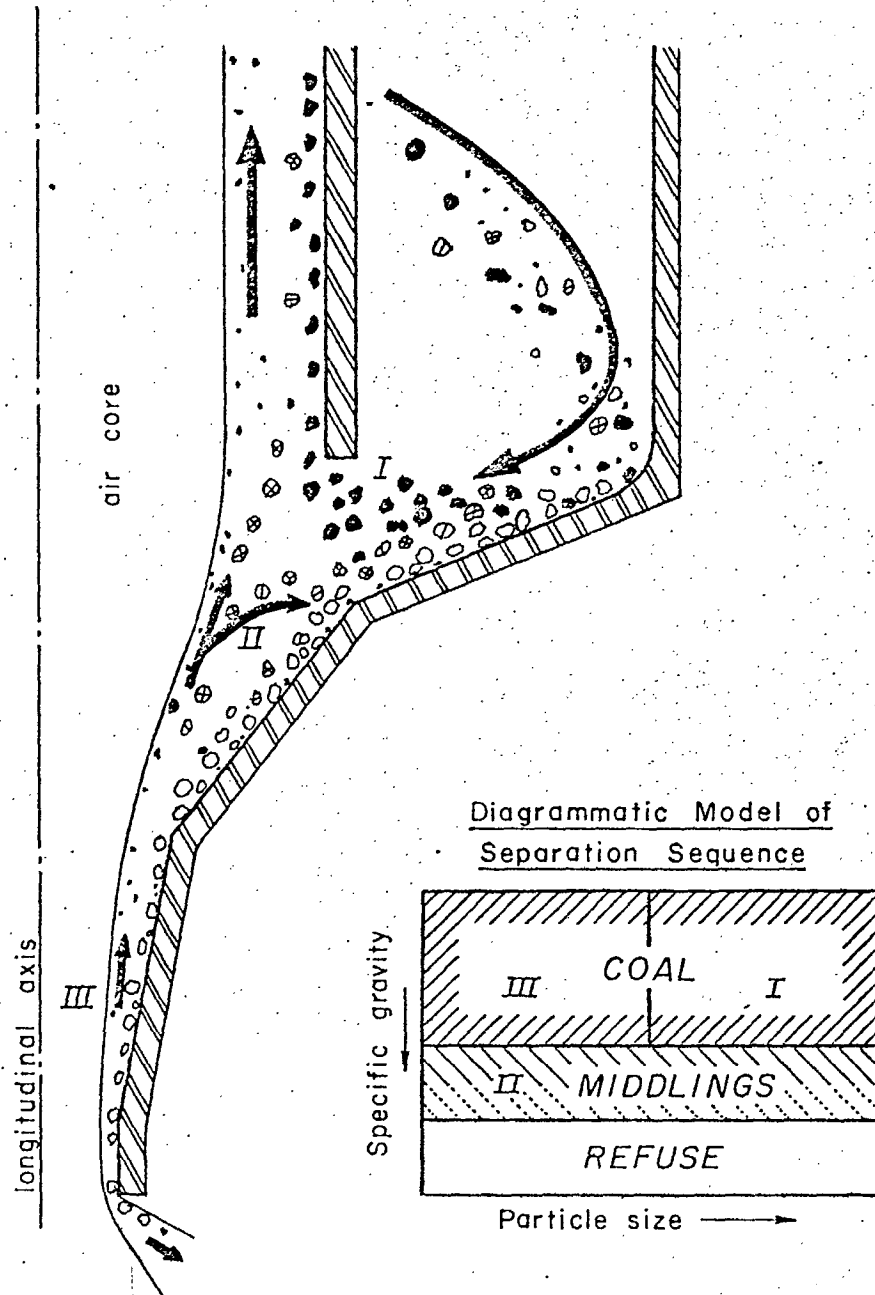 air core
I
II
III
longitudinal axis
Diagrammatic Model of
Separation Sequence
Specific gravity
III COAL I
II MIDDLINGS
REFUSE
Particle size